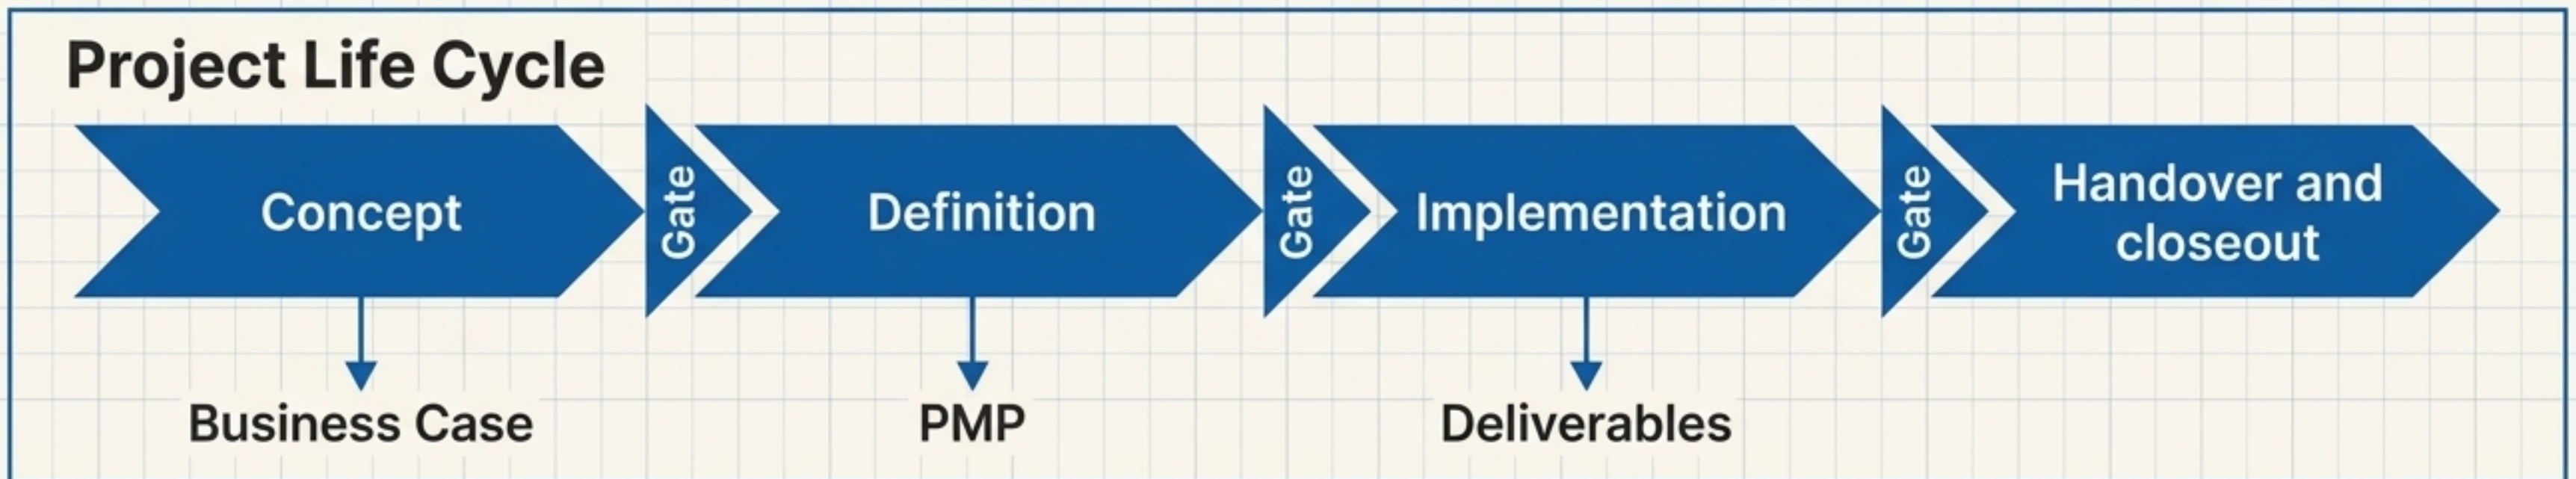 Project Life Cycle
Concept
Gate
Definition
Gate
Implementation
Gate
Handover and
closeout
Business Case
PMP
Deliverables